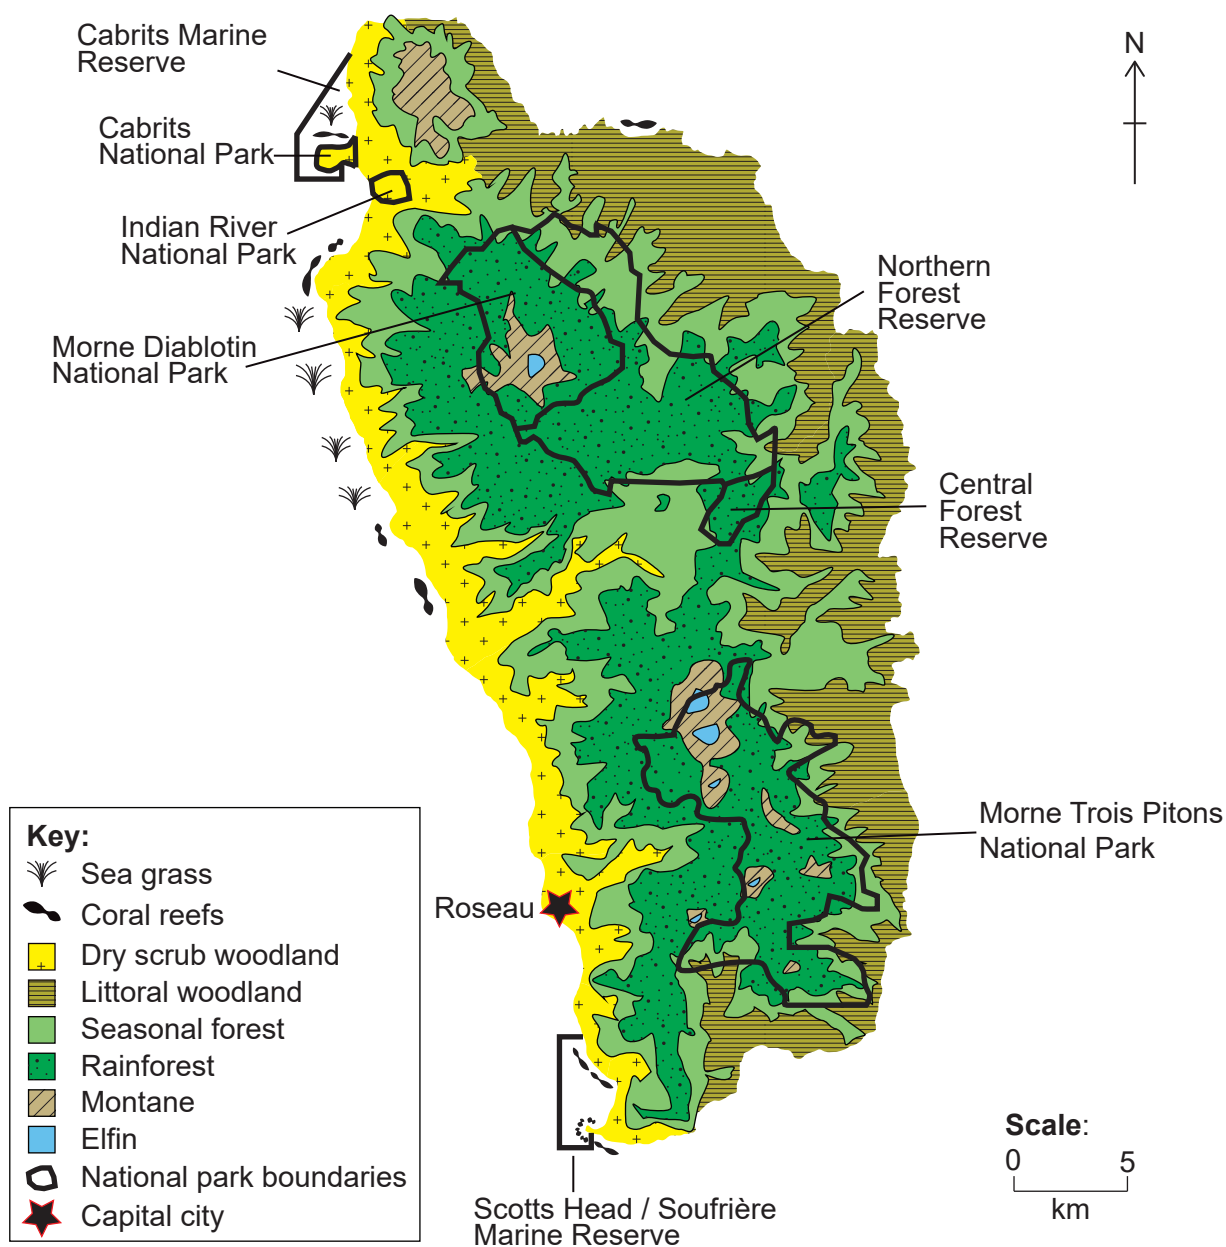 Cabrits Marine
Reserve
N
Cabrits
National Park
Indian River
National Park
Northern
Forest
Reserve
Morne Diablotin
National Park
Central
Forest
Reserve
Morne Trois Pitons
National Park
Roseau
Key:
Sea grass
Coral reefs
Dry scrub woodland
Littoral woodland
Seasonal forest
Rainforest
Montane
Elfin
National park boundaries
Capital city
Scale:
0 5
km
Scotts Head / Soufrière
Marine Reserve